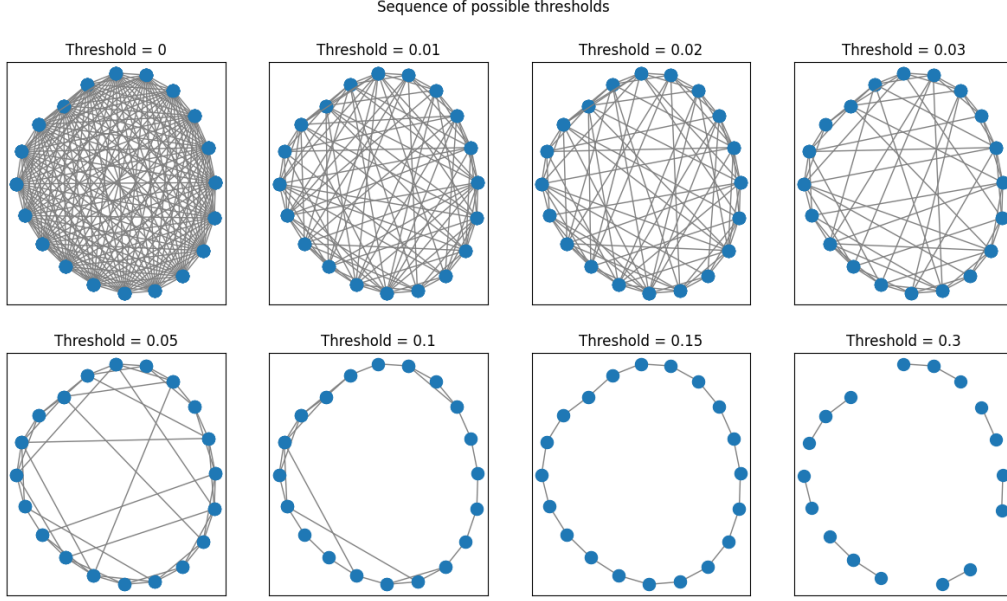 Sequence of possible thresholds
Threshold = 0
Threshold = 0.01
Threshold = 0.02
Threshold = 0.03
Threshold = 0.05
Threshold = 0.1
Threshold = 0.15
Threshold = 0.3